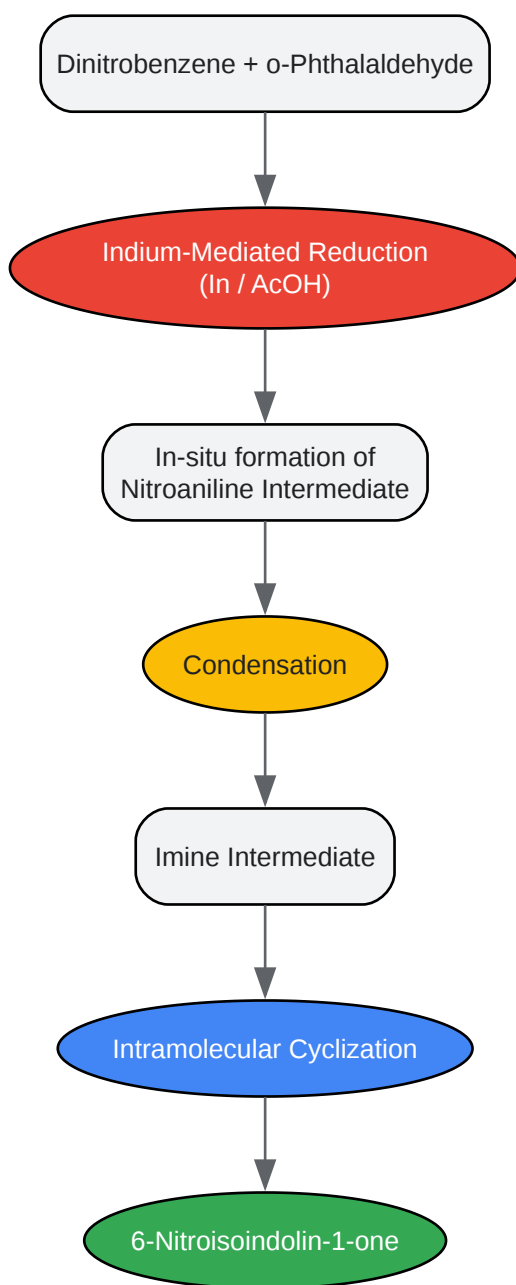 Dinitrobenzene + o-Phthalaldehyde
Indium-Mediated Reduction
(In / AcOH)
In-situ formation of
Nitroaniline Intermediate
Condensation
Imine Intermediate
Intramolecular Cyclization
6-Nitroisoindolin-1-one